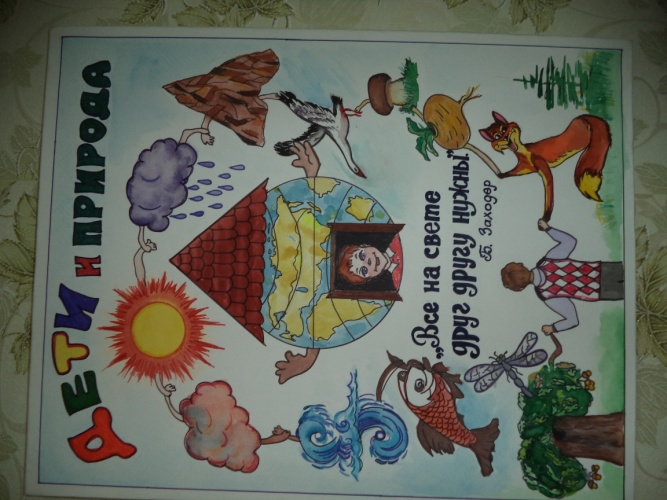 ДЕТИ И ПРИРОДА
„Все на свете
друг другу нужны”
Б. Заходер